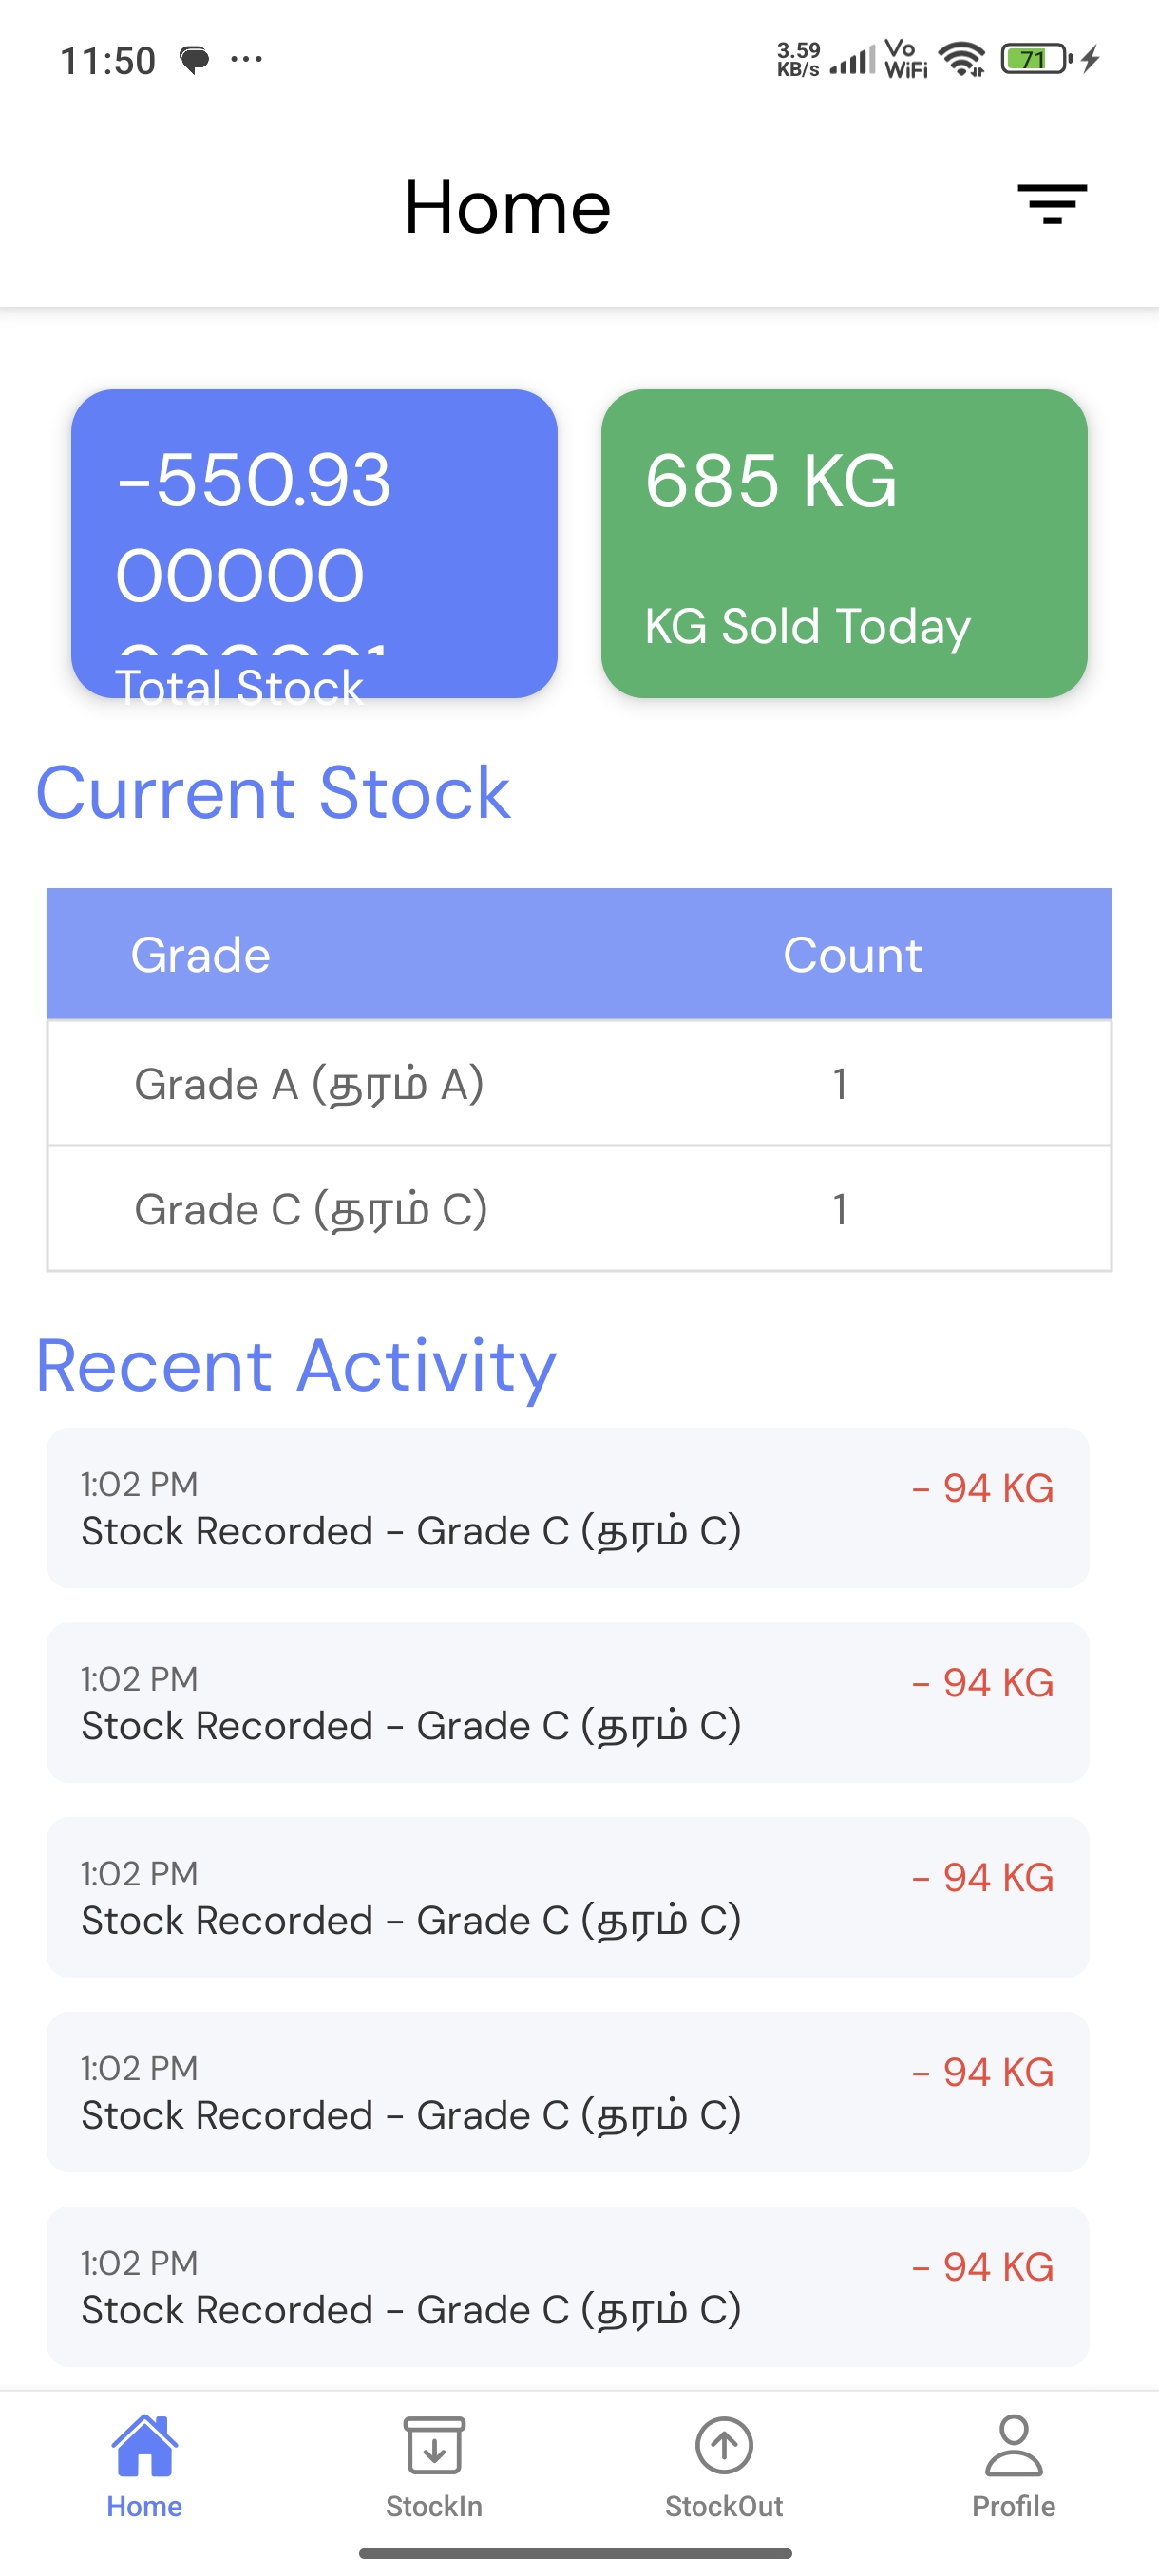 11:50 ...
3.59 KB/s Vo WiFi 71
Home
-550.93
00000
000001
Total Stock
685 KG
KG Sold Today
Current Stock
Grade Count
Grade A (தரம் A) 1
Grade C (தரம் C) 1
Recent Activity
1:02 PM
- 94 KG
Stock Recorded - Grade C (தரம் C)
1:02 PM
- 94 KG
Stock Recorded - Grade C (தரம் C)
1:02 PM
- 94 KG
Stock Recorded - Grade C (தரம் C)
1:02 PM
- 94 KG
Stock Recorded - Grade C (தரம் C)
1:02 PM
- 94 KG
Stock Recorded - Grade C (தரம் C)
Home StockIn StockOut Profile